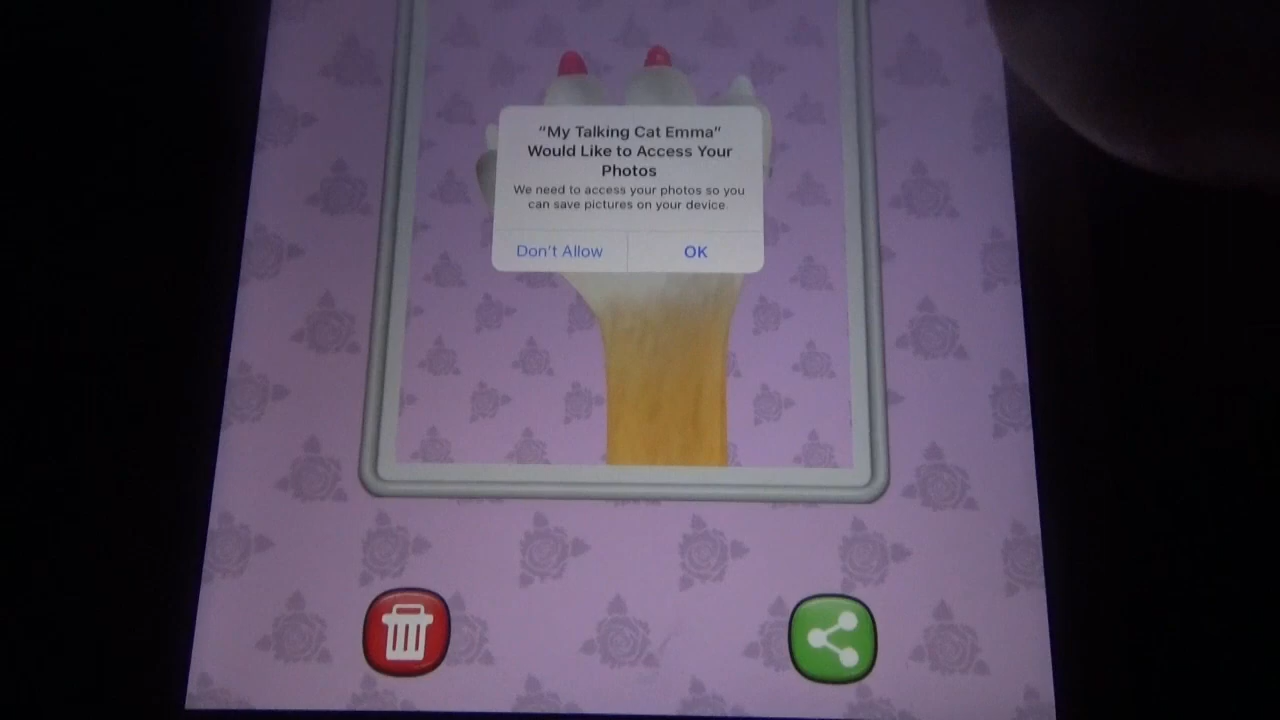 "My Talking Cat Emma"
Would Like to Access Your
Photos
We need to access your photos so you
can save pictures on your device.
Don't Allow
OK